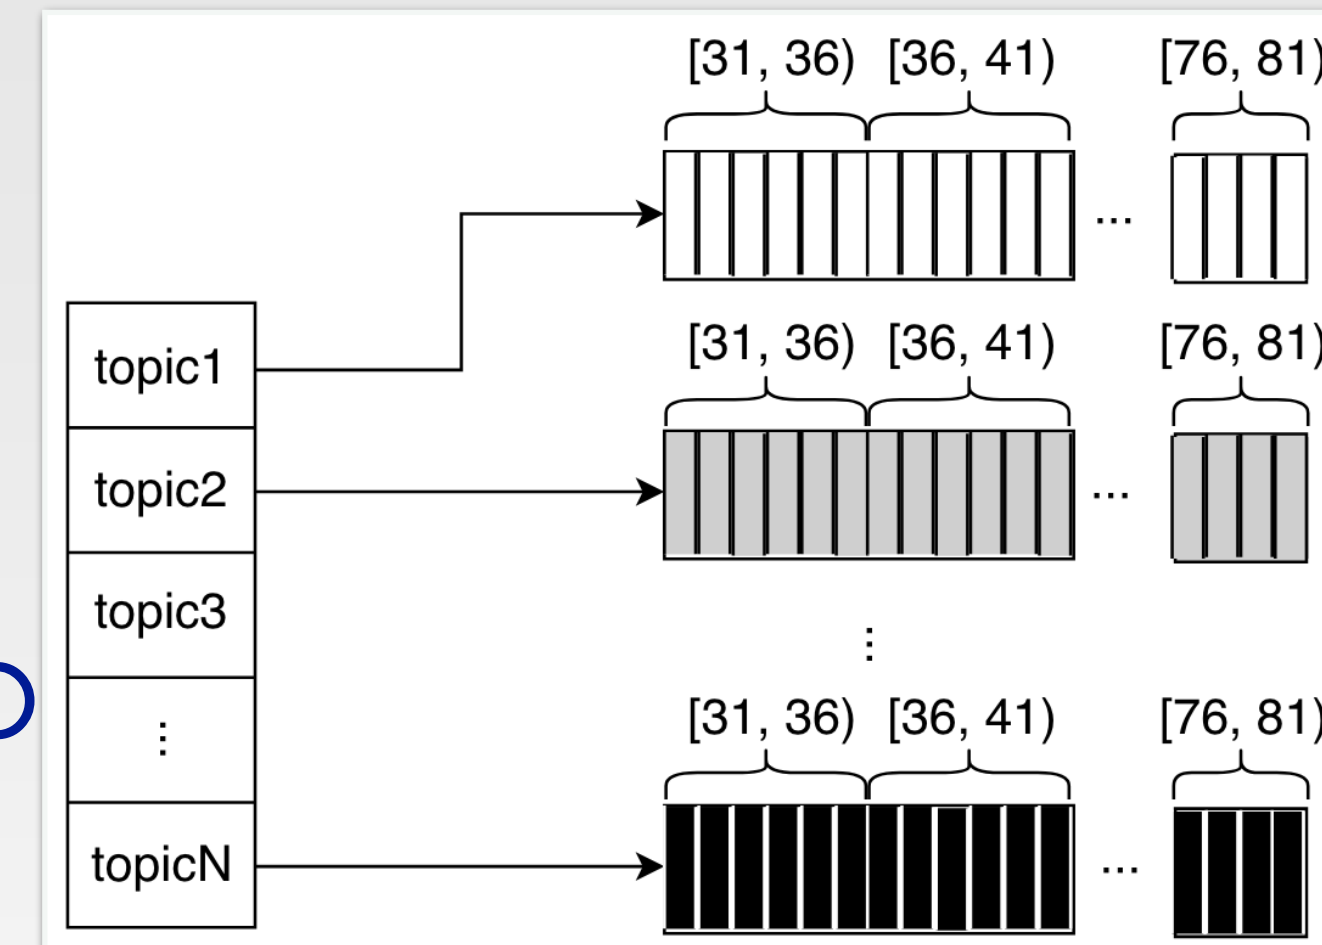 [31, 36) [36, 41) [76, 81)
...
topic1
[31, 36) [36, 41) [76, 81)
topic2
...
topic3
⋮
[31, 36) [36, 41) [76, 81)
⋮
topicN
...